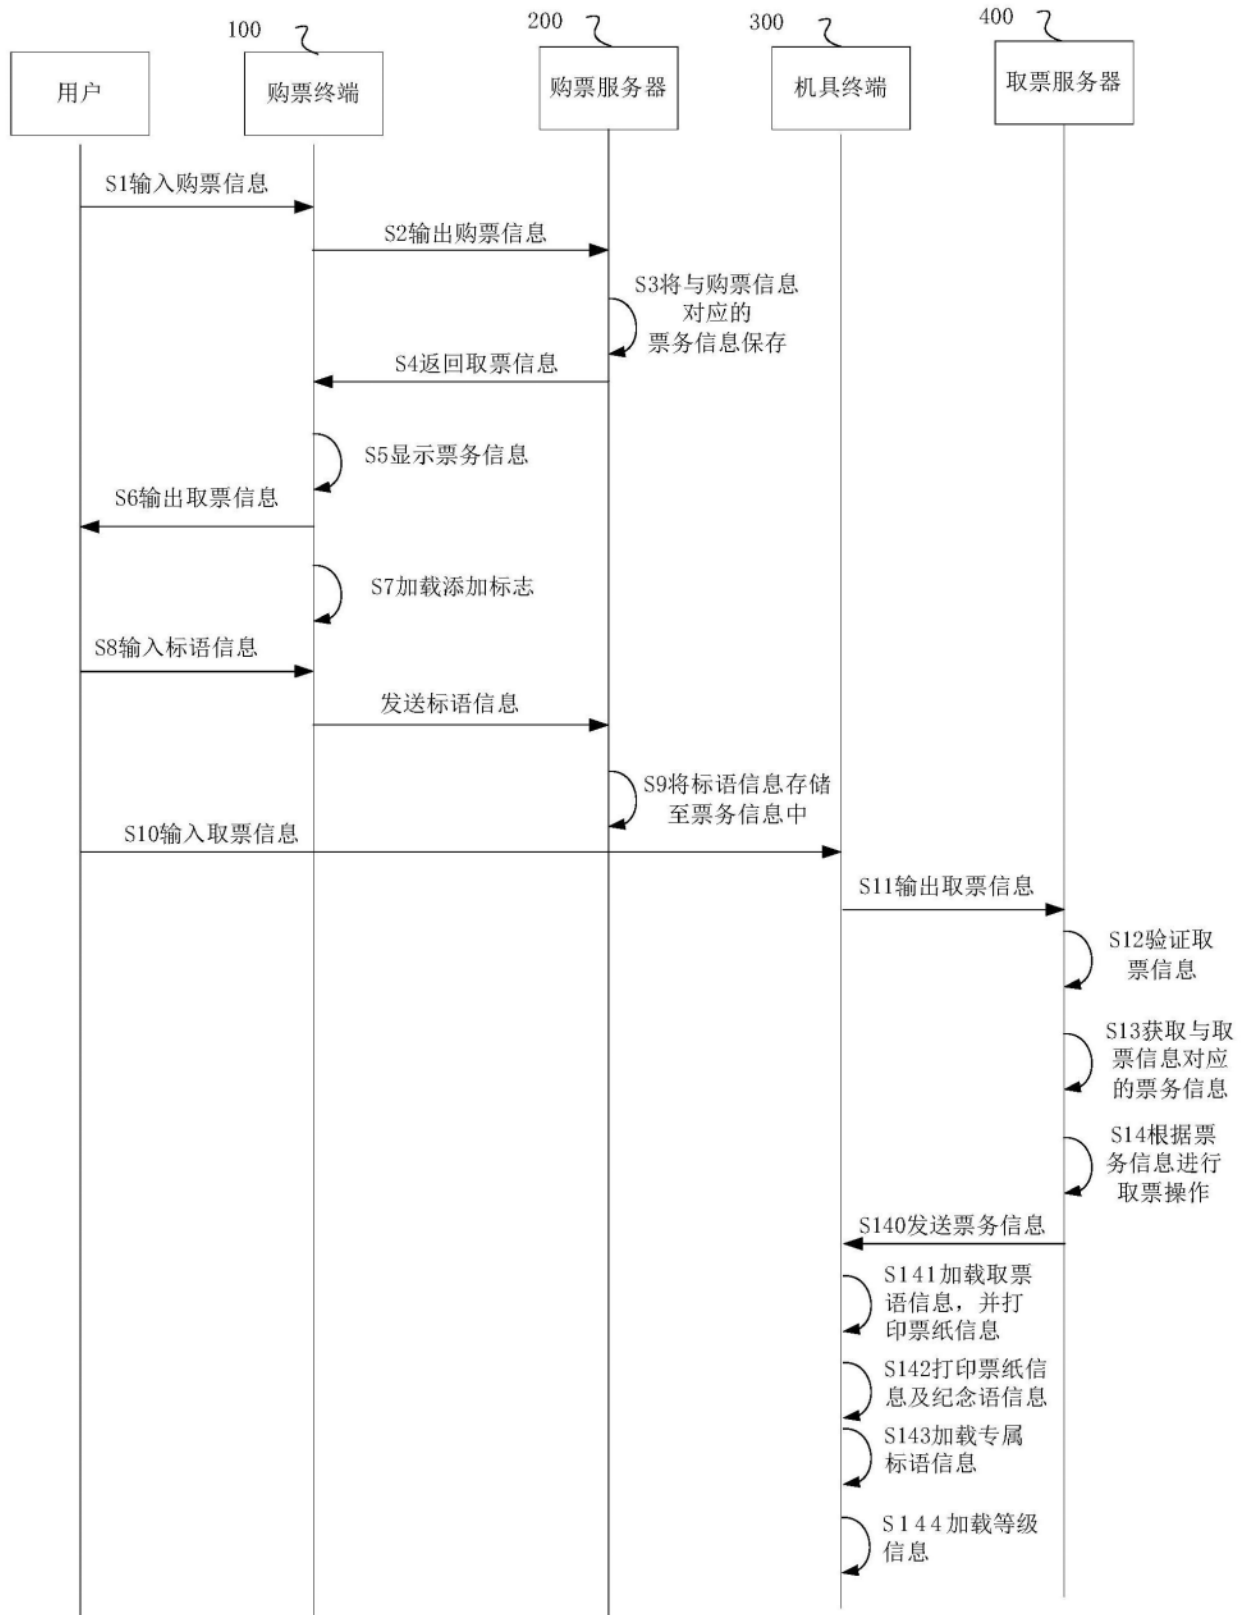 100
200
300
400
用户
购票终端
购票服务器
机具终端
取票服务器
S1输入购票信息
S2输出购票信息
S3将与购票信息
对应的
票务信息保存
S4返回取票信息
S5显示票务信息
S6输出取票信息
S7加载添加标志
S8输入标语信息
发送标语信息
S9将标语信息存储
至票务信息中
S10输入取票信息
S11输出取票信息
S12验证取
票信息
S13获取与取
票信息对应
的票务信息
S14根据票
务信息进行
取票操作
S140发送票务信息
S141加载取票
语信息，并打
印票纸信息
S142打印票纸信
息及纪念语信息
S143加载专属
标语信息
S144加载等级
信息